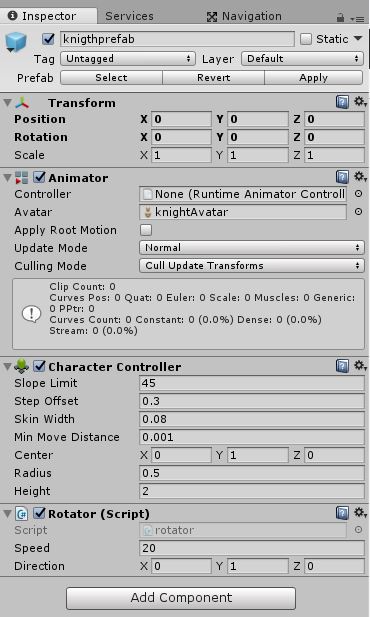 Inspector Services Navigation
knigthprefab Static
Tag Untagged Layer Default
Prefab Select Revert Apply
Transform
Position X 0 Y 0 Z 0
Rotation X 0 Y 0 Z 0
Scale X 1 Y 1 Z 1
Animator
Controller None (Runtime Animator Controll
Avatar knightAvatar
Apply Root Motion
Update Mode Normal
Culling Mode Cull Update Transforms
Clip Count: 0
Curves Pos: 0 Quat: 0 Euler: 0 Scale: 0 Muscles: 0 Generic:
0 PPtr: 0
Curves Count: 0 Constant: 0 (0.0%) Dense: 0 (0.0%)
Stream: 0 (0.0%)
Character Controller
Slope Limit 45
Step Offset 0.3
Skin Width 0.08
Min Move Distance 0.001
Center X 0 Y 1 Z 0
Radius 0.5
Height 2
Rotator (Script)
Script rotator
Speed 20
Direction X 0 Y 1 Z 0
Add Component